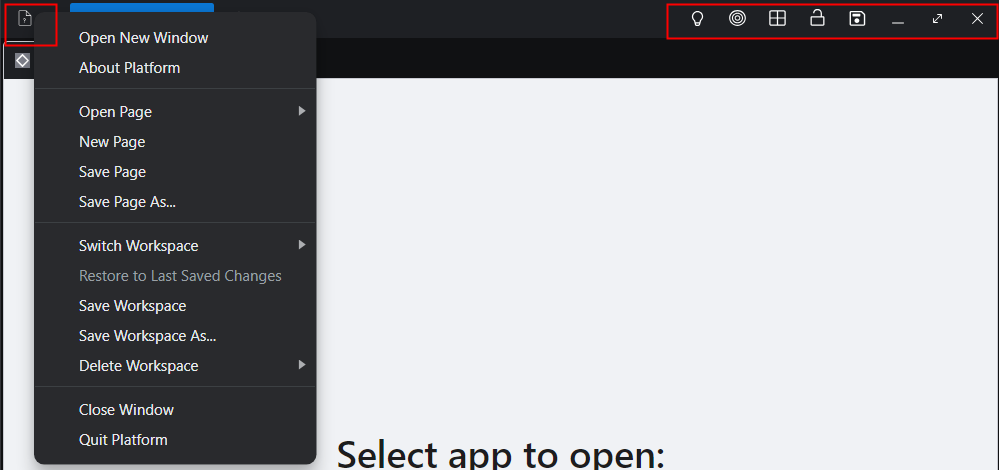 Open New Window
About Platform
Open Page
New Page
Save Page
Save Page As...
Switch Workspace
Restore to Last Saved Changes
Save Workspace
Save Workspace As...
Delete Workspace
Close Window
Quit Platform
Select app to open: